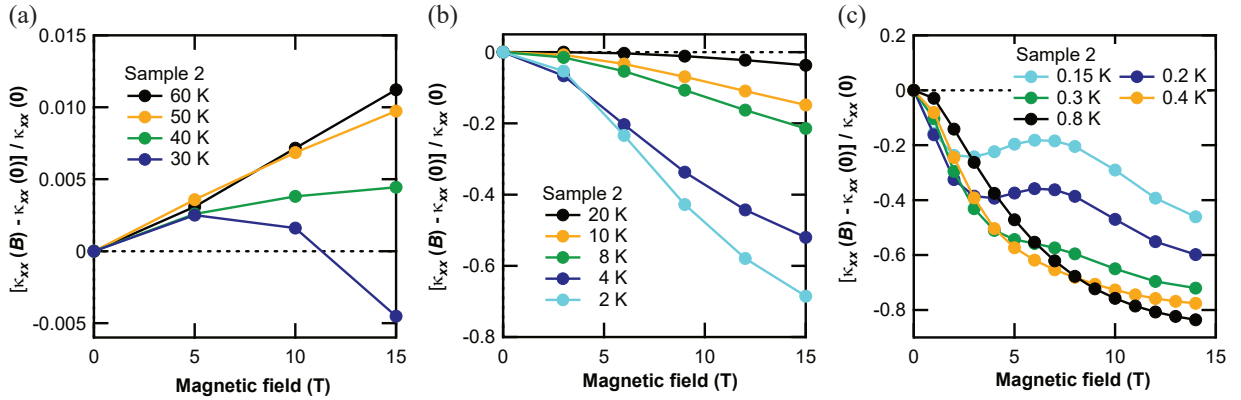 (a)
[κxx (B) - κxx (0)] / κxx (0)
0.015
0.010
0.005
0
-0.005
Sample 2
60 K
50 K
40 K
30 K
0 5 10 15
Magnetic field (T)
(b)
[κxx (B) - κxx (0)] / κxx (0)
0
-0.2
-0.4
-0.6
-0.8
Sample 2
20 K
10 K
8 K
4 K
2 K
0 5 10 15
Magnetic field (T)
(c)
[κxx (B) - κxx (0)] / κxx (0)
0.2
0
-0.2
-0.4
-0.6
-0.8
Sample 2
0.15 K 0.2 K
0.3 K 0.4 K
0.8 K
0 5 10 15
Magnetic field (T)